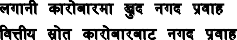 लगानी कारोबारमा खुद नगद प्रवाह
वित्तीय स्रोत कारोबारबाट नगद प्रवाह